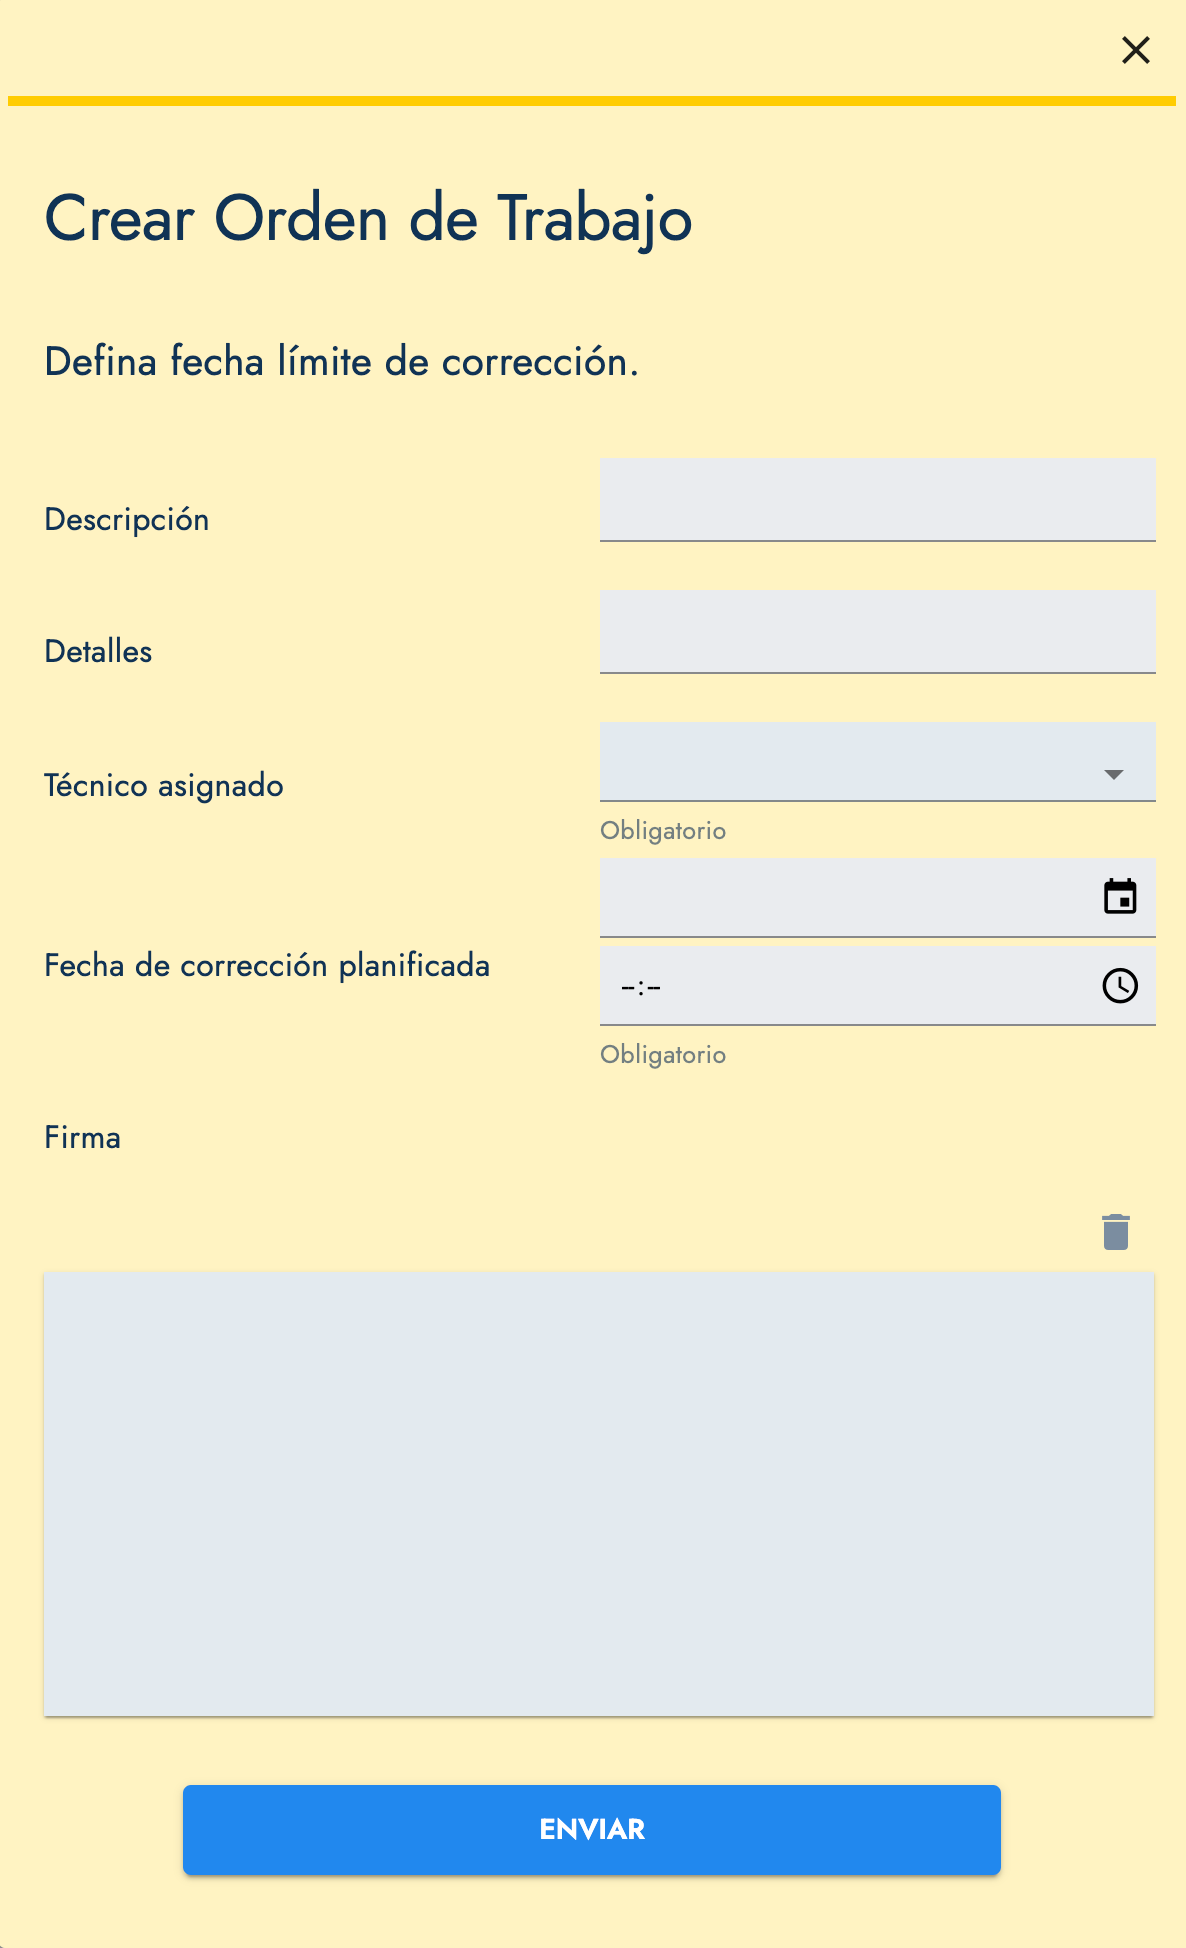 Crear Orden de Trabajo
Defina fecha límite de corrección.
Descripción
Detalles
Técnico asignado
Obligatorio
Fecha de corrección planificada
--:--
Obligatorio
Firma
ENVIAR